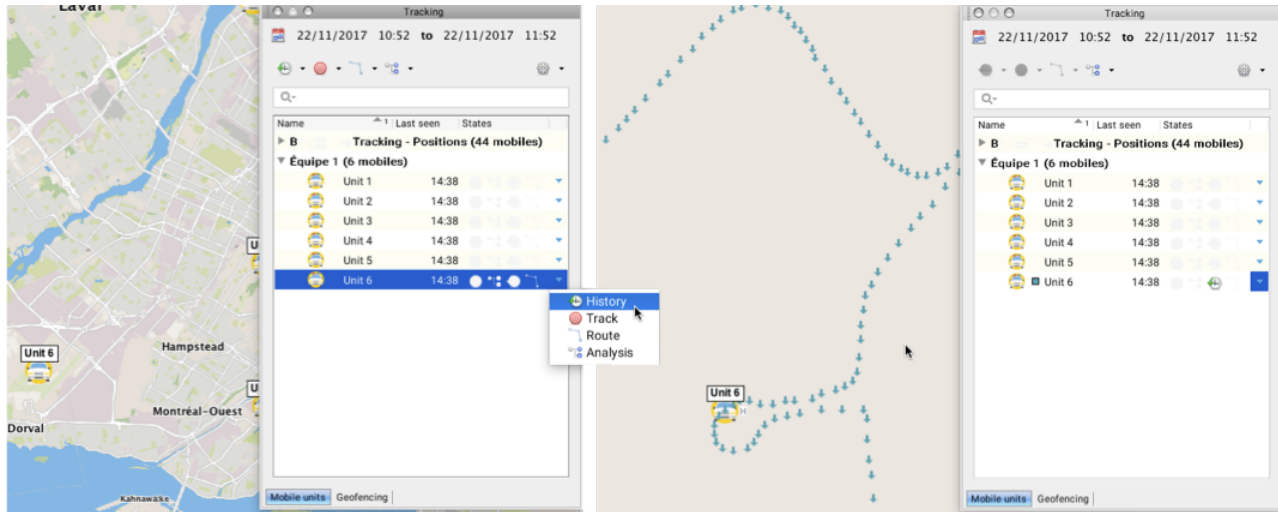 Laval
Tracking
22/11/2017 10:52 to 22/11/2017 11:52
Name 1 Last seen States
B Tracking - Positions (44 mobiles)
Équipe 1 (6 mobiles)
Unit 1 14:38
Unit 2 14:38
Unit 3 14:38
Unit 4 14:38
Unit 5 14:38
Unit 6 14:38
History
Track
Route
Analysis
Mobile units Geofencing
U
Hampstead
Unit 6
U
Montréal-Ouest
Dorval
Kahnawake
Unit 6
H
Tracking
22/11/2017 10:52 to 22/11/2017 11:52
Name 1 Last seen States
B Tracking - Positions (44 mobiles)
Équipe 1 (6 mobiles)
Unit 1 14:38
Unit 2 14:38
Unit 3 14:38
Unit 4 14:38
Unit 5 14:38
Unit 6 14:38
Mobile units Geofencing